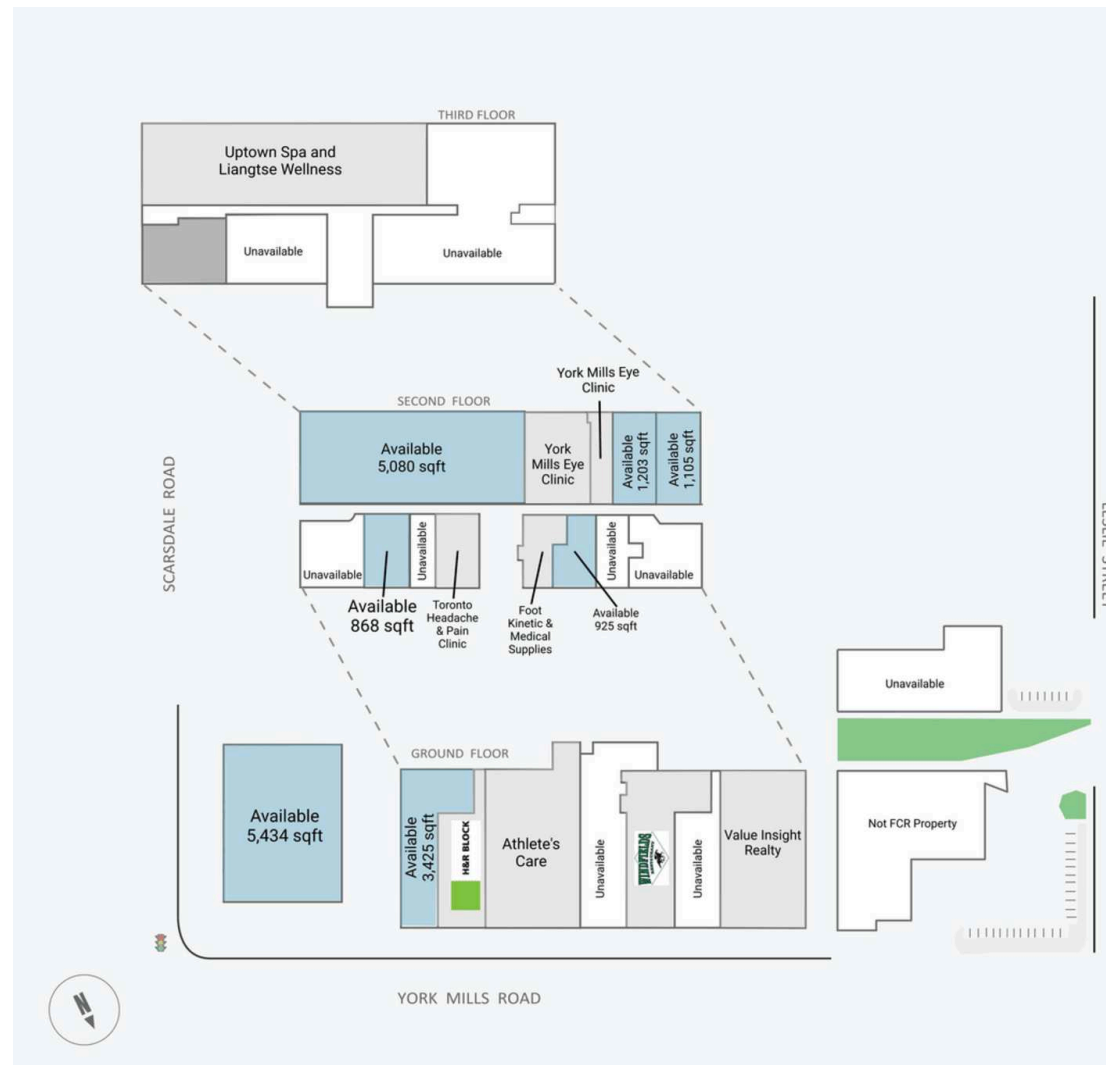 THIRD FLOOR
Uptown Spa and
Liangtse Wellness
Unavailable
Unavailable
York Mills Eye
Clinic
SECOND FLOOR
Available
5,080 sqft
York
Mills Eye
Clinic
Available
1,203 sqft
Available
1,105 sqft
SCARSDALE ROAD
LESLIE STREET
Unavailable
Unavailable
Unavailable
Unavailable
Available
868 sqft
Toronto
Headache
& Pain
Clinic
Foot
Kinetic &
Medical
Supplies
Available
925 sqft
Unavailable
GROUND FLOOR
Available
5,434 sqft
Available
3,425 sqft
H&R BLOCK
Athlete's
Care
Unavailable
WINDFIELDS
Unavailable
Value Insight
Realty
Not FCR Property
N
YORK MILLS ROAD